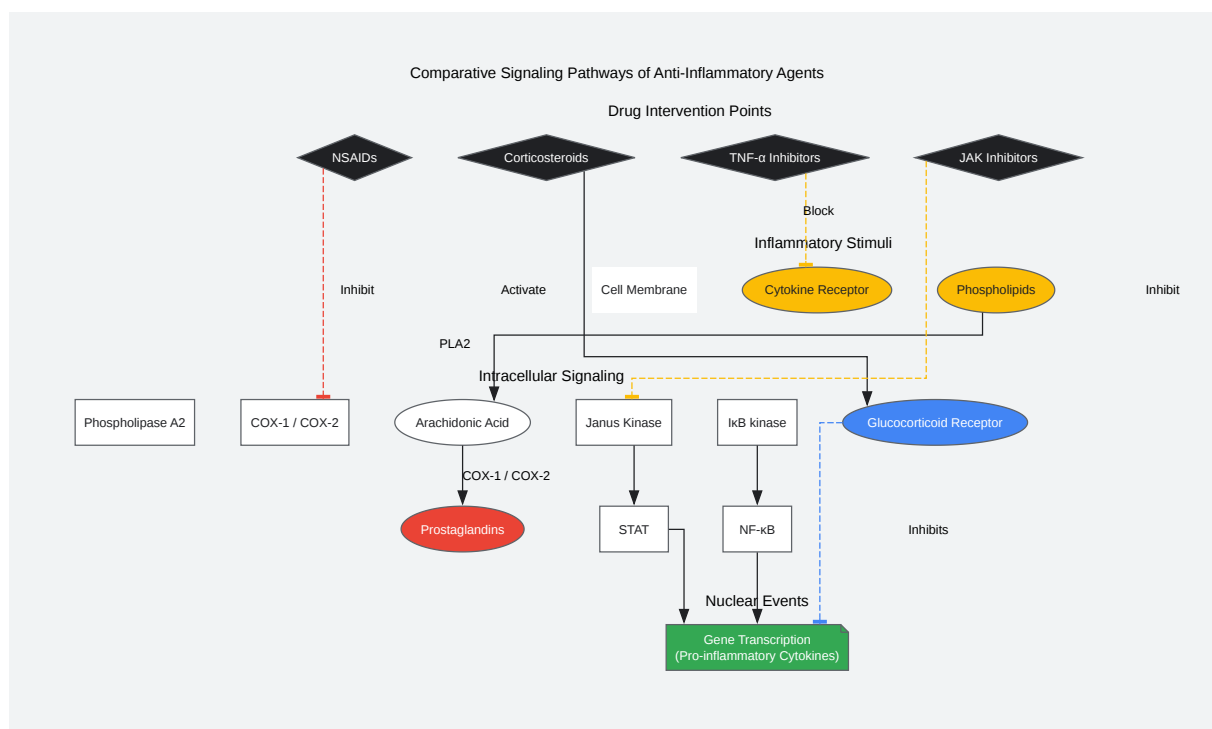 Comparative Signaling Pathways of Anti-Inflammatory Agents
Drug Intervention Points
NSAIDs
Corticosteroids
TNF-α Inhibitors
JAK Inhibitors
Block
Inflammatory Stimuli
Inhibit
Activate
Cell Membrane
Cytokine Receptor
Phospholipids
Inhibit
PLA2
Intracellular Signaling
Phospholipase A2
COX-1 / COX-2
Arachidonic Acid
Janus Kinase
IκB kinase
Glucocorticoid Receptor
COX-1 / COX-2
Prostaglandins
STAT
NF-κB
Inhibits
Nuclear Events
Gene Transcription
(Pro-inflammatory Cytokines)